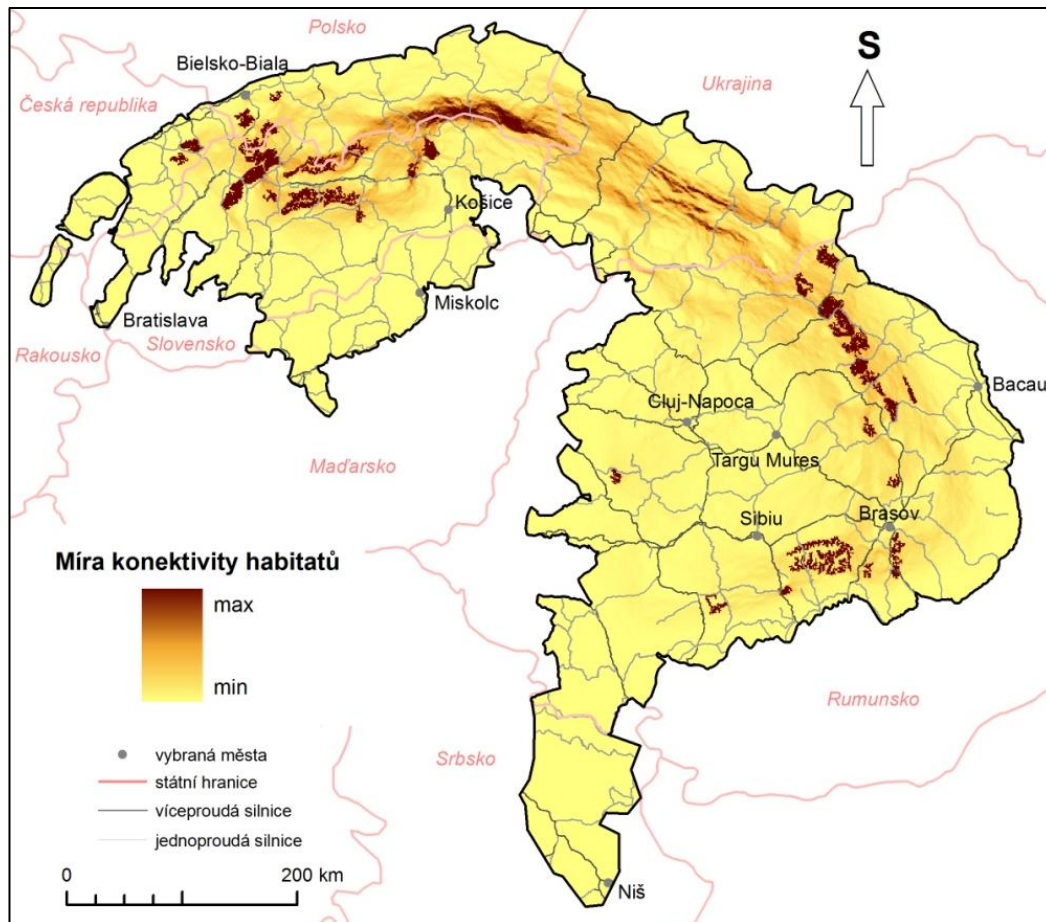 Polsko
Bielsko-Biala
S
Česká republika
Ukrajina
Košice
Miskolc
Bratislava
Rakousko
Slovensko
Bacau
Cluj-Napoca
Targu Mures
Maďarsko
Sibiu
Brasov
Míra konektivity habitatů
max
min
Rumunsko
Srbsko
vybraná města
státní hranice
víceproudá silnice
jednoproudá silnice
0
200 km
Niš